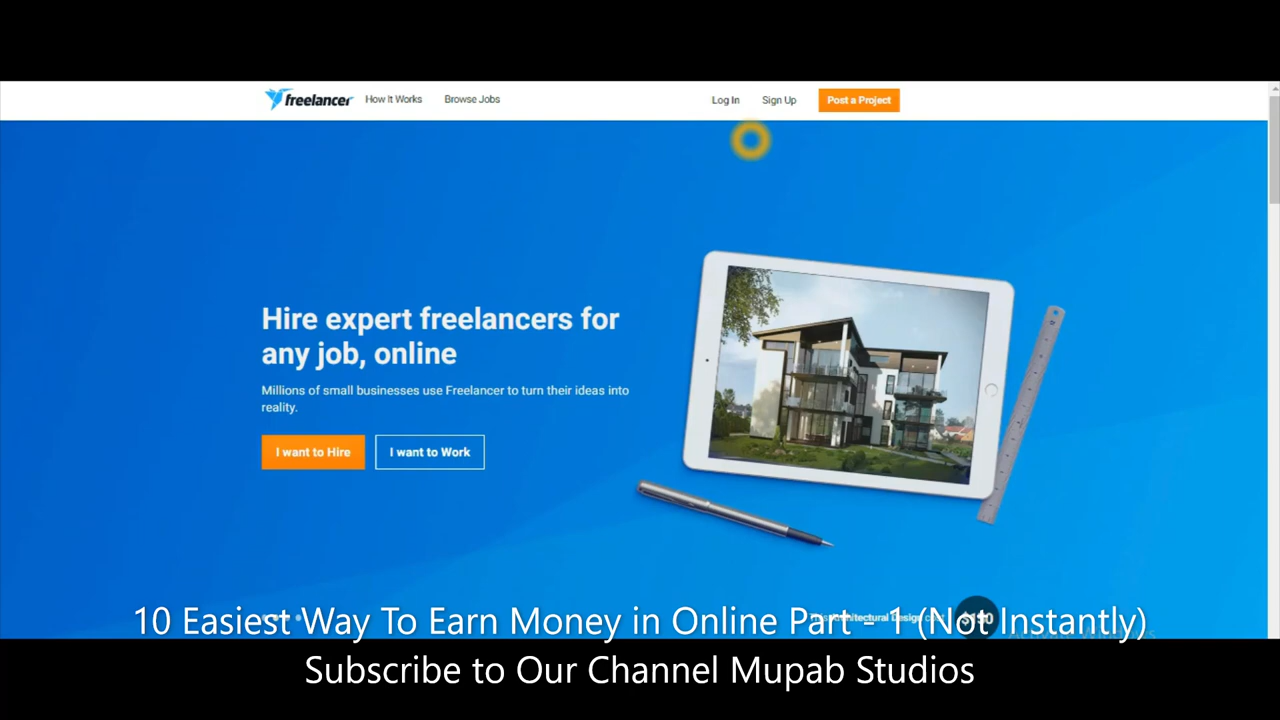 freelancer How It Works Browse Jobs Log In Sign Up Post a Project
Hire expert freelancers for
any job, online
Millions of small businesses use Freelancer to turn their ideas into
reality.
I want to Hire I want to Work
10 Easiest Way To Earn Money in Online Part - 1 (Not Instantly)
Subscribe to Our Channel Mupab Studios